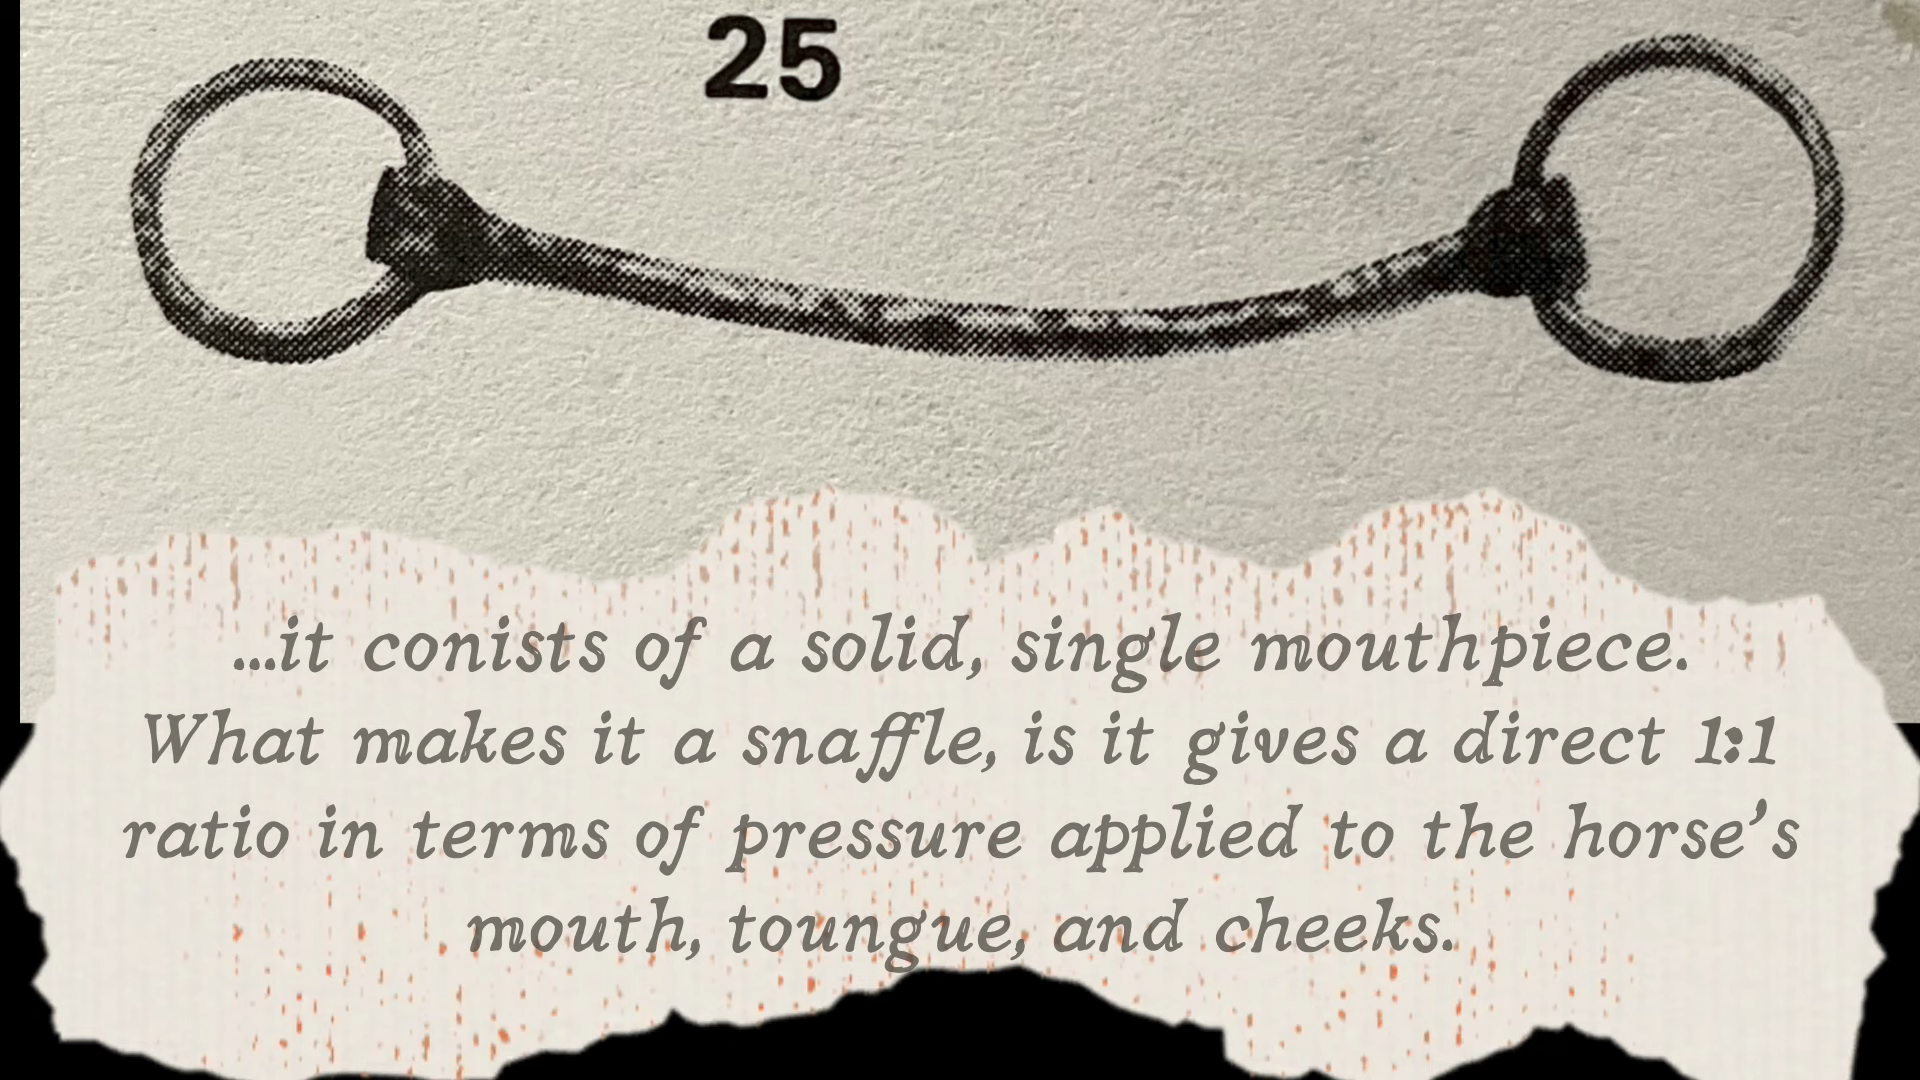 25
...it conists of a solid, single mouthpiece.
What makes it a snaffle, is it gives a direct 1:1
ratio in terms of pressure applied to the horse's
mouth, toungue, and cheeks.